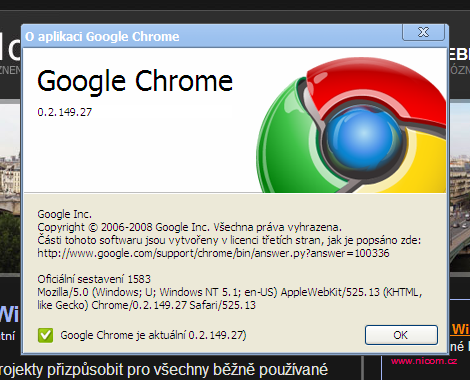 O aplikaci Google Chrome
Google Chrome
0.2.149.27
Google Inc.
Copyright © 2006-2008 Google Inc. Všechna práva vyhrazena.
Části tohoto softwaru jsou vytvořeny v licenci třetích stran, jak je popsáno zde:
http://www.google.com/support/chrome/bin/answer.py?answer=100336
Oficiální sestavení 1583
Mozilla/5.0 (Windows; U; Windows NT 5.1; en-US) AppleWebKit/525.13 (KHTML,
like Gecko) Chrome/0.2.149.27 Safari/525.13
Google Chrome je aktuální 0.2.149.27)
OK
www.nicom.cz
rojekty přizpůsobit pro všechny běžně používané